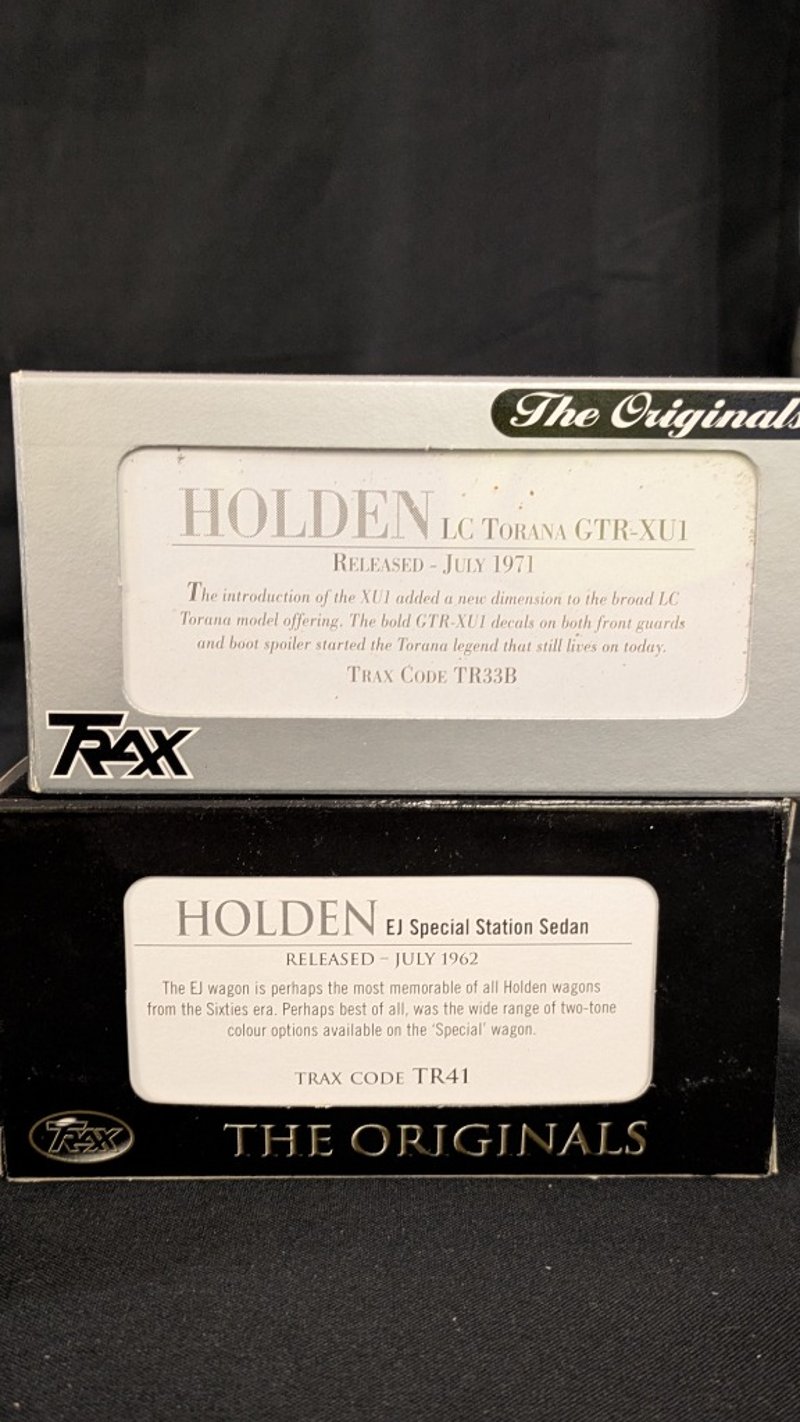 The Originals
HOLDEN LC TORANA GTR-XU1
RELEASED - JULY 1971
The introduction of the XU1 added a new dimension to the broad LC
Torana model offering. The bold GTR-XU1 decals on both front guards
and boot spoiler started the Torana legend that still lives on today.
TRAX CODE TR33B
TRAX
HOLDEN EJ Special Station Sedan
RELEASED – JULY 1962
The EJ wagon is perhaps the most memorable of all Holden wagons
from the Sixties era. Perhaps best of all, was the wide range of two-tone
colour options available on the ‘Special’ wagon.
TRAX CODE TR41
TRAX THE ORIGINALS